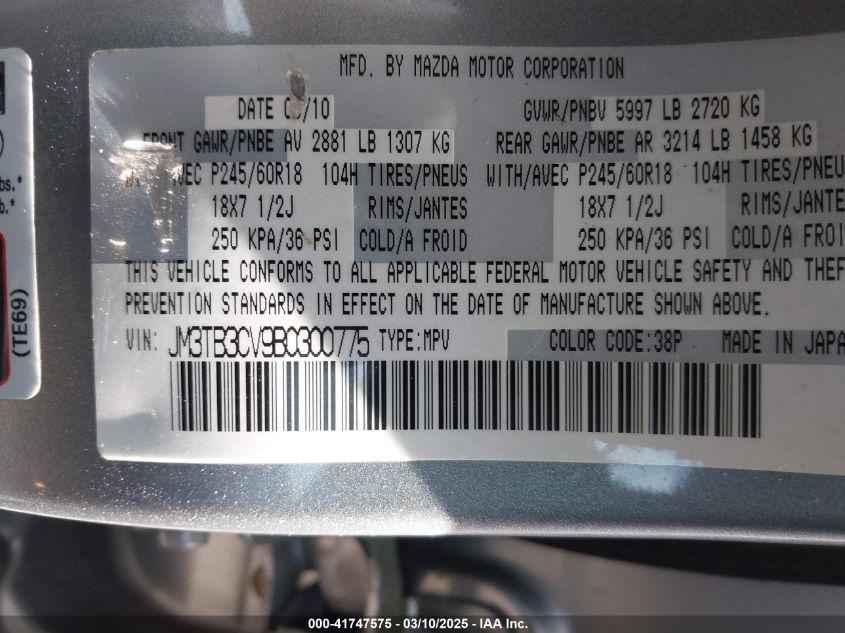 MFD. BY MAZDA MOTOR CORPORATION
DATE /10 GVWR/PNBV 5997 LB 2720 KG
FRONT GAWR/PNBE AV 2881 LB 1307 KG REAR GAWR/PNBE AR 3214 LB 1458 KG
AVEC P245/60R18 104H TIRES/PNEUS WITH/AVEC P245/60R18 104H TIRES/PNEU
18X7 1/2J RIMS/JANTES 18X7 1/2J RIMS/JANTE
250 KPA/36 PSI COLD/A FROID 250 KPA/36 PSI COLD/A FROI
THIS VEHICLE CONFORMS TO ALL APPLICABLE FEDERAL MOTOR VEHICLE SAFETY AND THEF
PREVENTION STANDARDS IN EFFECT ON THE DATE OF MANUFACTURE SHOWN ABOVE.
VIN: JM3TB3CV9B0300775 TYPE:MPV COLOR CODE:38P MADE IN JAPA
bs.*
b.*
(TE69)
000-41747575 — 03/10/2025 — IAA Inc.